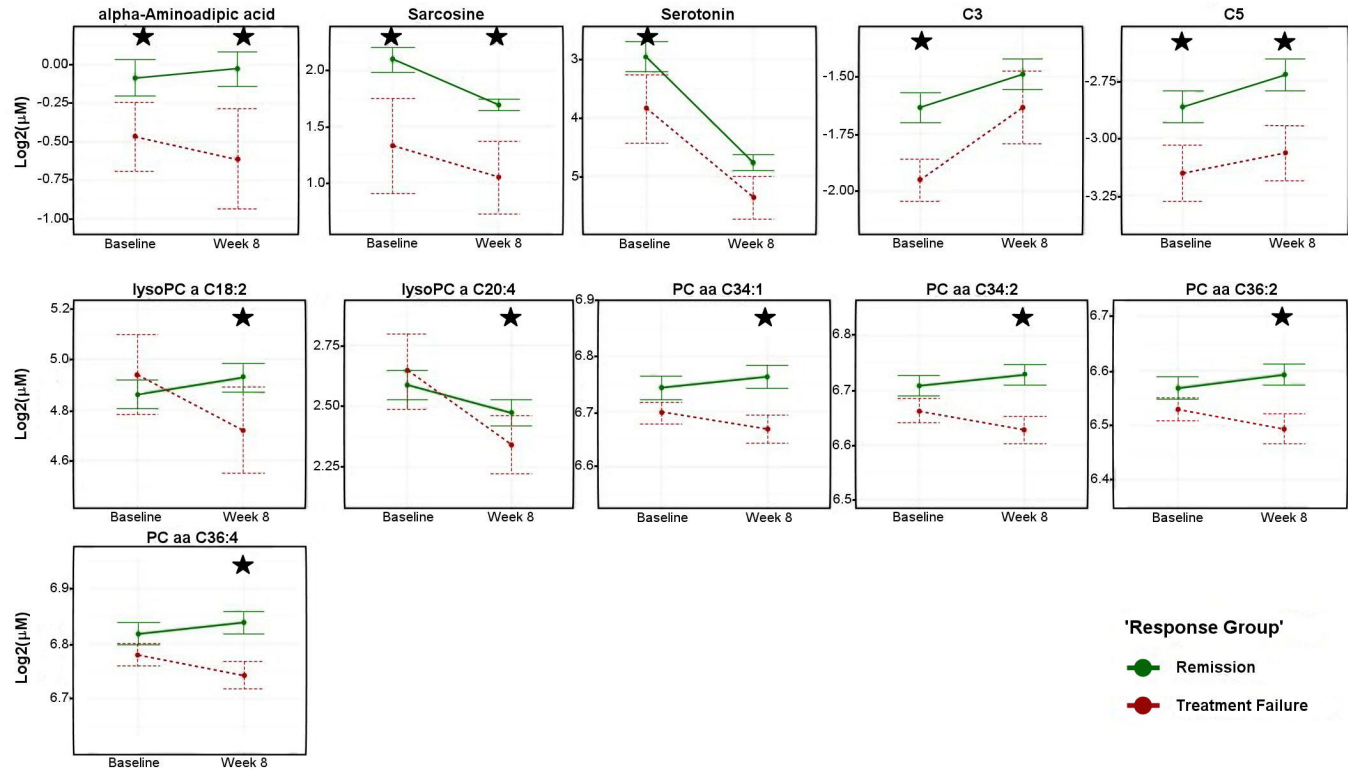 alpha-Aminoadipic acid
Sarcosine
Serotonin
C3
C5
Log2(μM)
0.00
-0.25
-0.50
-0.75
-1.00
Baseline
Week 8
2.0
1.5
1.0
Baseline
Week 8
3
4
5
Baseline
Week 8
-1.50
-1.75
-2.00
Baseline
Week 8
-2.75
-3.00
-3.25
Baseline
Week 8
lysoPC a C18:2
lysoPC a C20:4
PC aa C34:1
PC aa C34:2
PC aa C36:2
Log2(μM)
5.2
5.0
4.8
4.6
Baseline
Week 8
2.75
2.50
2.25
Baseline
Week 8
6.9
6.8
6.7
6.6
Baseline
Week 8
6.8
6.7
6.6
6.5
Baseline
Week 8
6.7
6.6
6.5
6.4
Baseline
Week 8
PC aa C36:4
Log2(μM)
6.9
6.8
6.7
Baseline
Week 8
'Response Group'
Remission
Treatment Failure